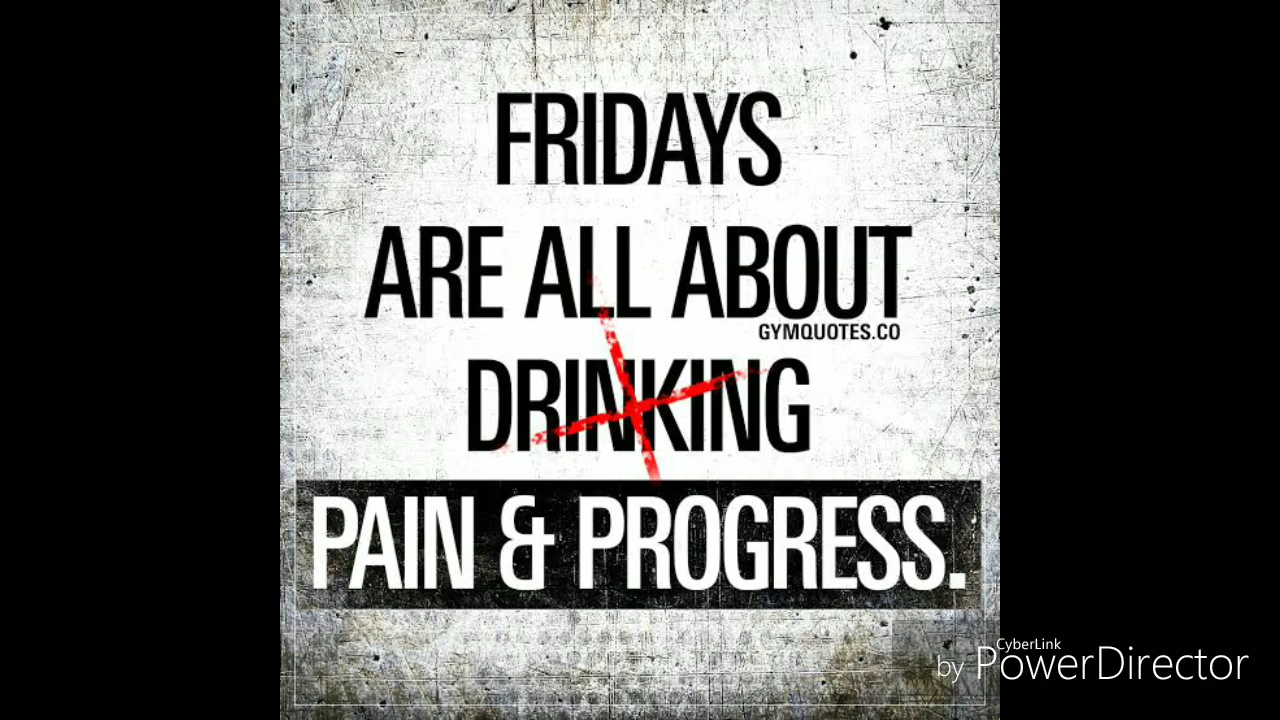 FRIDAYS
ARE ALL ABOUT
GYMQUOTES.CO
DRINKING
PAIN & PROGRESS.
CyberLink
by PowerDirector